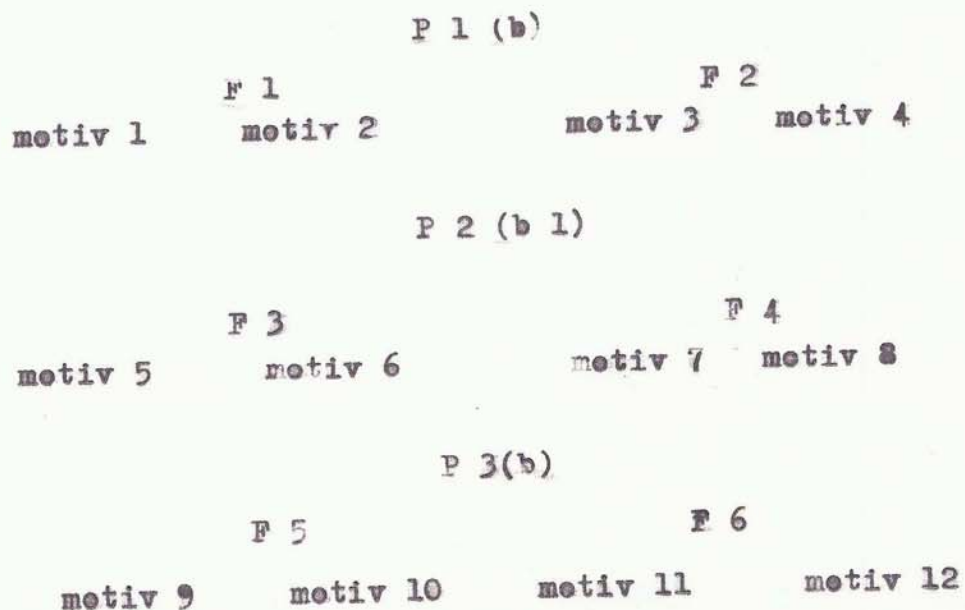 P 1 (b)
F 1 F 2
motiv 1 motiv 2 motiv 3 motiv 4
P 2 (b 1)
F 3 F 4
motiv 5 motiv 6 motiv 7 motiv 8
P 3(b)
F 5 F 6
motiv 9 motiv 10 motiv 11 motiv 12